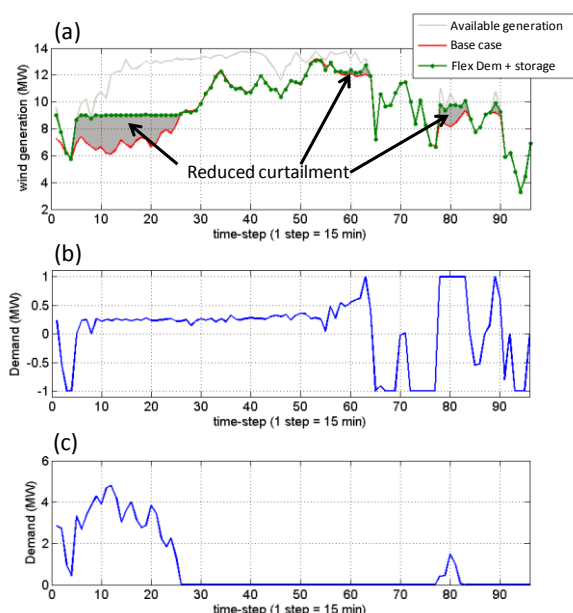 (a)
Available generation
Base case
Flex Dem + storage
wind generation (MW)
14
12
10
8
6
4
2
Reduced curtailment
0 10 20 30 40 50 60 70 80 90
time-step (1 step = 15 min)
(b)
Demand (MW)
1
0.5
0
-0.5
-1
0 10 20 30 40 50 60 70 80 90
time-step (1 step = 15 min)
(c)
Demand (MW)
6
4
2
0
0 10 20 30 40 50 60 70 80 90
time-step (1 step = 15 min)